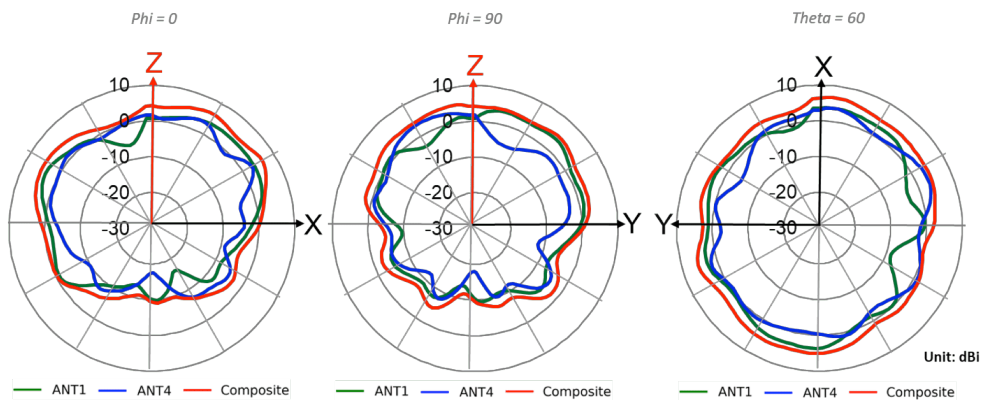 Phi = 0
Phi = 90
Theta = 60
Z
10
0
-10
-20
-30
X
Z
10
0
-10
-20
-30
Y
X
10
0
-10
-20
-30
Y
Unit: dBi
ANT1 ANT4 Composite
ANT1 ANT4 Composite
ANT1 ANT4 Composite